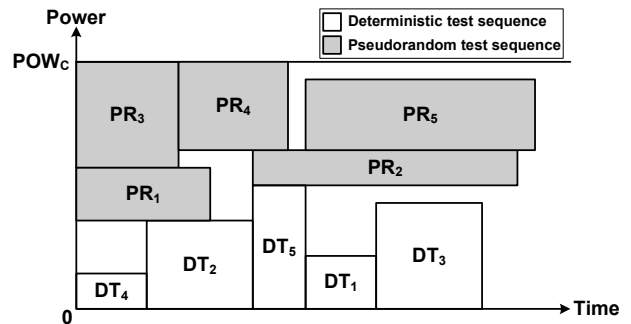 Power
Deterministic test sequence
Pseudorandom test sequence
POWC
PR3
PR4
PR5
PR2
PR1
DT5
DT2
DT3
DT1
DT4
0
Time